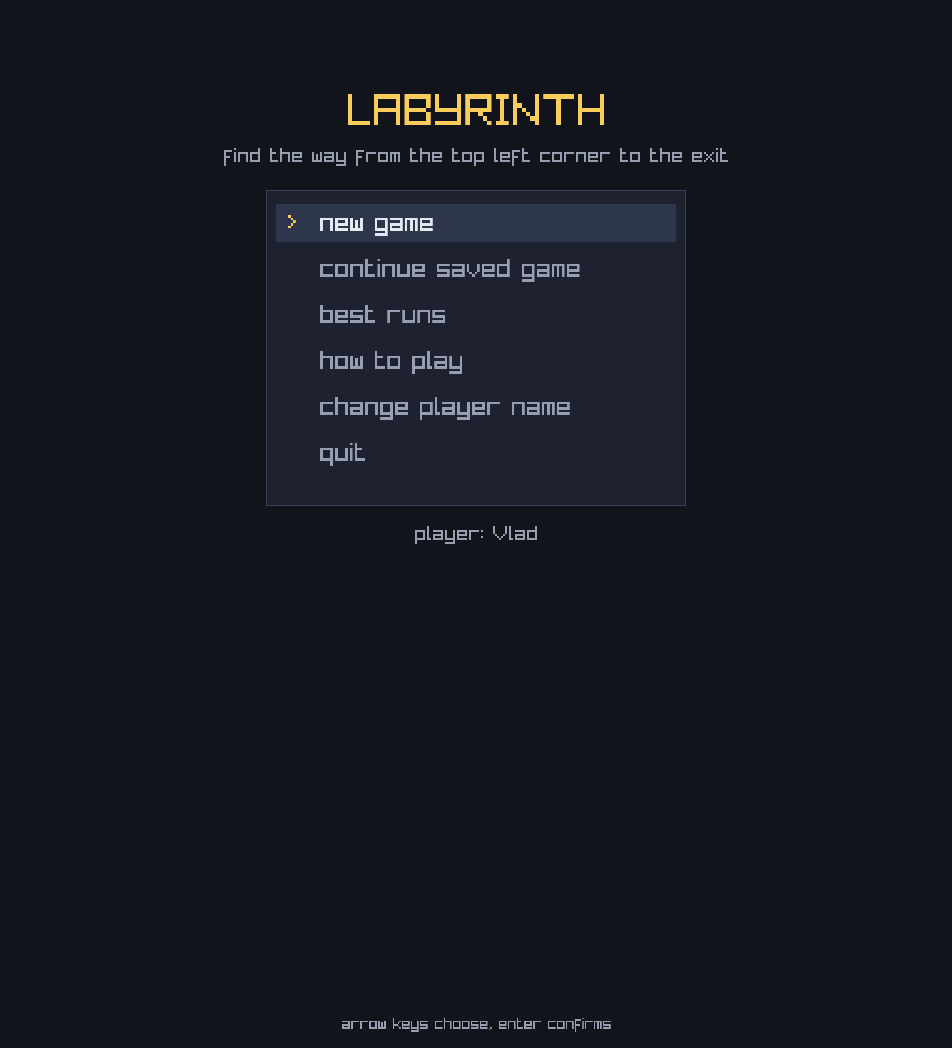 LABYRINTH
find the way from the top left corner to the exit
> new game
continue saved game
best runs
how to play
change player name
quit
player: Vlad
arrow keys choose, enter confirms